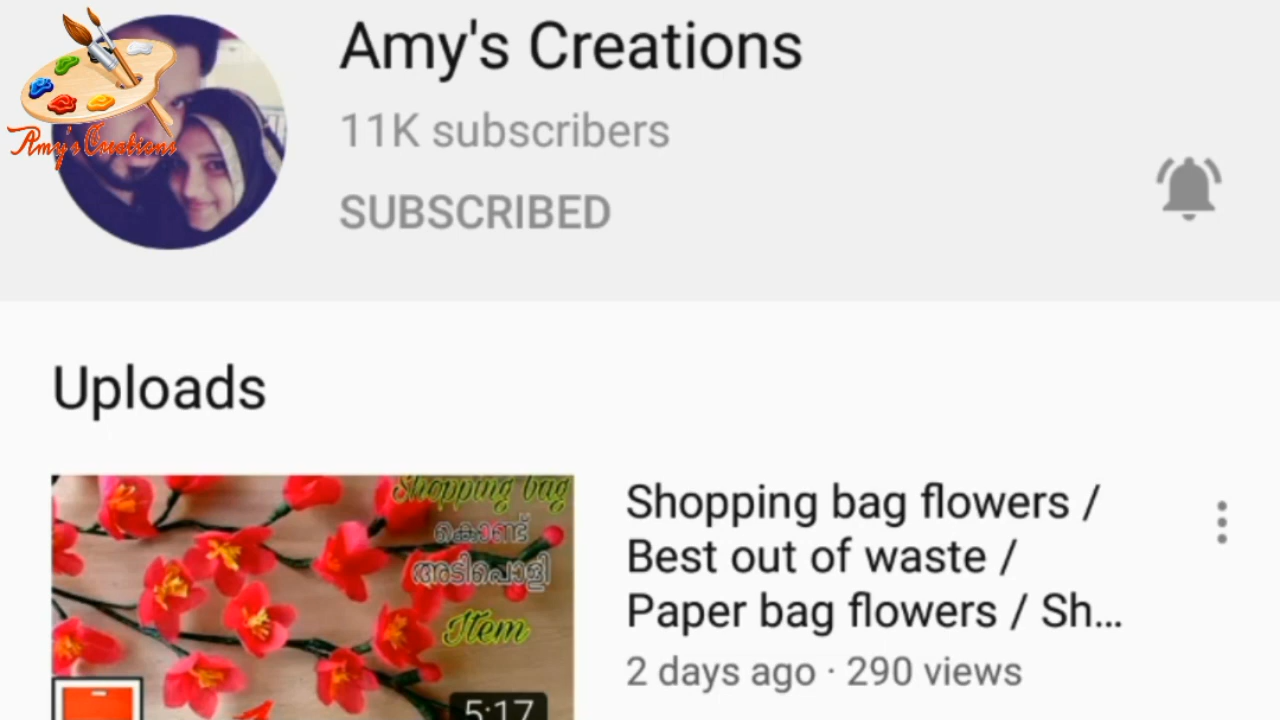 Amy's Creations
Amy's Creations
11K subscribers
SUBSCRIBED
Uploads
Shopping bag
കൊണ്ട്
അടിപൊളി
Item
5:17
Shopping bag flowers /
Best out of waste /
Paper bag flowers / Sh...
2 days ago · 290 views